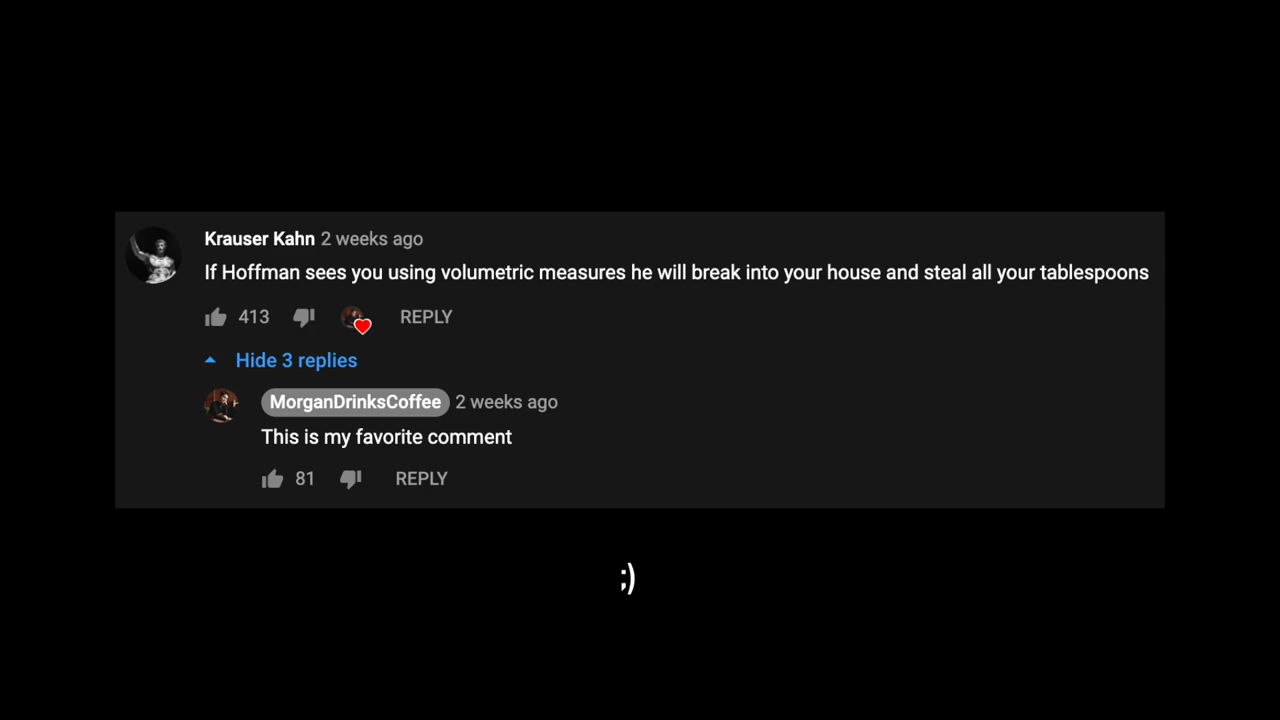 Krauser Kahn 2 weeks ago
If Hoffman sees you using volumetric measures he will break into your house and steal all your tablespoons
413 REPLY
Hide 3 replies
MorganDrinksCoffee 2 weeks ago
This is my favorite comment
81 REPLY
;)